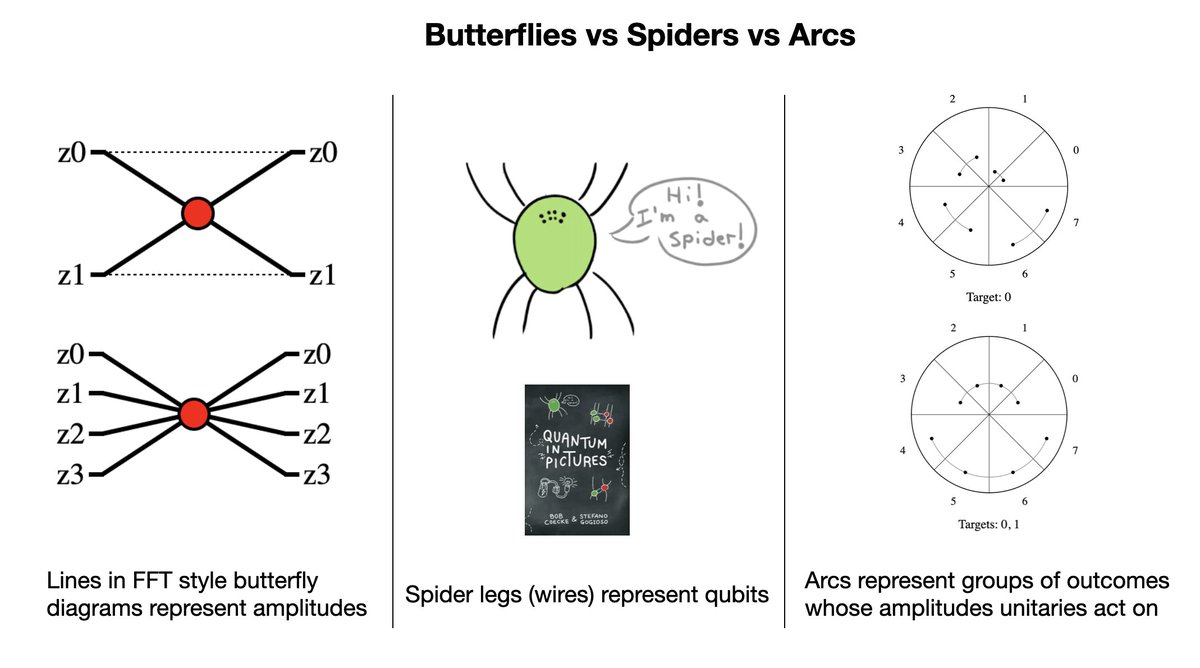 Butterflies vs Spiders vs Arcs
z0
z0
z1
z1
z0
z0
z1
z1
z2
z2
z3
z3
Lines in FFT style butterfly
diagrams represent amplitudes
Hi!
I'm a
Spider!
QUANTUM
IN
PICTURES
BOB
COECKE
&
STEFANO
GOGIOSO
Spider legs (wires) represent qubits
2
1
3
0
4
7
5
6
Target: 0
2
1
3
0
4
7
5
6
Targets: 0, 1
Arcs represent groups of outcomes
whose amplitudes unitaries act on